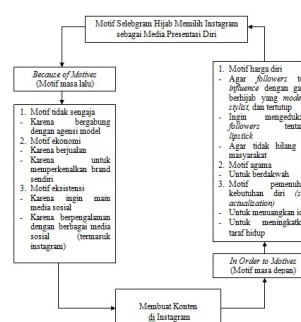 Motif Selebgram Hijab Memilih Instagram
sebagai Media Presentasi Diri
Because of Motives
(Motif masa lalu)
1. Motif tidak sengaja
- Karena bergabung
dengan agensi model
2. Motif ekonomi
- Karena berjualan
- Karena untuk
memperkenalkan brand
sendiri
3. Motif eksistensi
- Karena ingin main
media sosial
- Karena berpengalaman
dengan berbagai media
sosial (termasuk
instagram)
1. Motif harga diri
- Agar followers
influence dengan
berhijab yang
stylist, dan tertutup
- Ingin
followers
lipstick
- Agar tidak hilang
masyarakat
2. Motif agama
- Untuk berdakwah
3. Motif
kebutuhan diri
actualization)
- Untuk menuangkan
- Untuk
taraf hidup
In Order to Motives
(Motif masa depan)
Membuat Konten
di Instagram